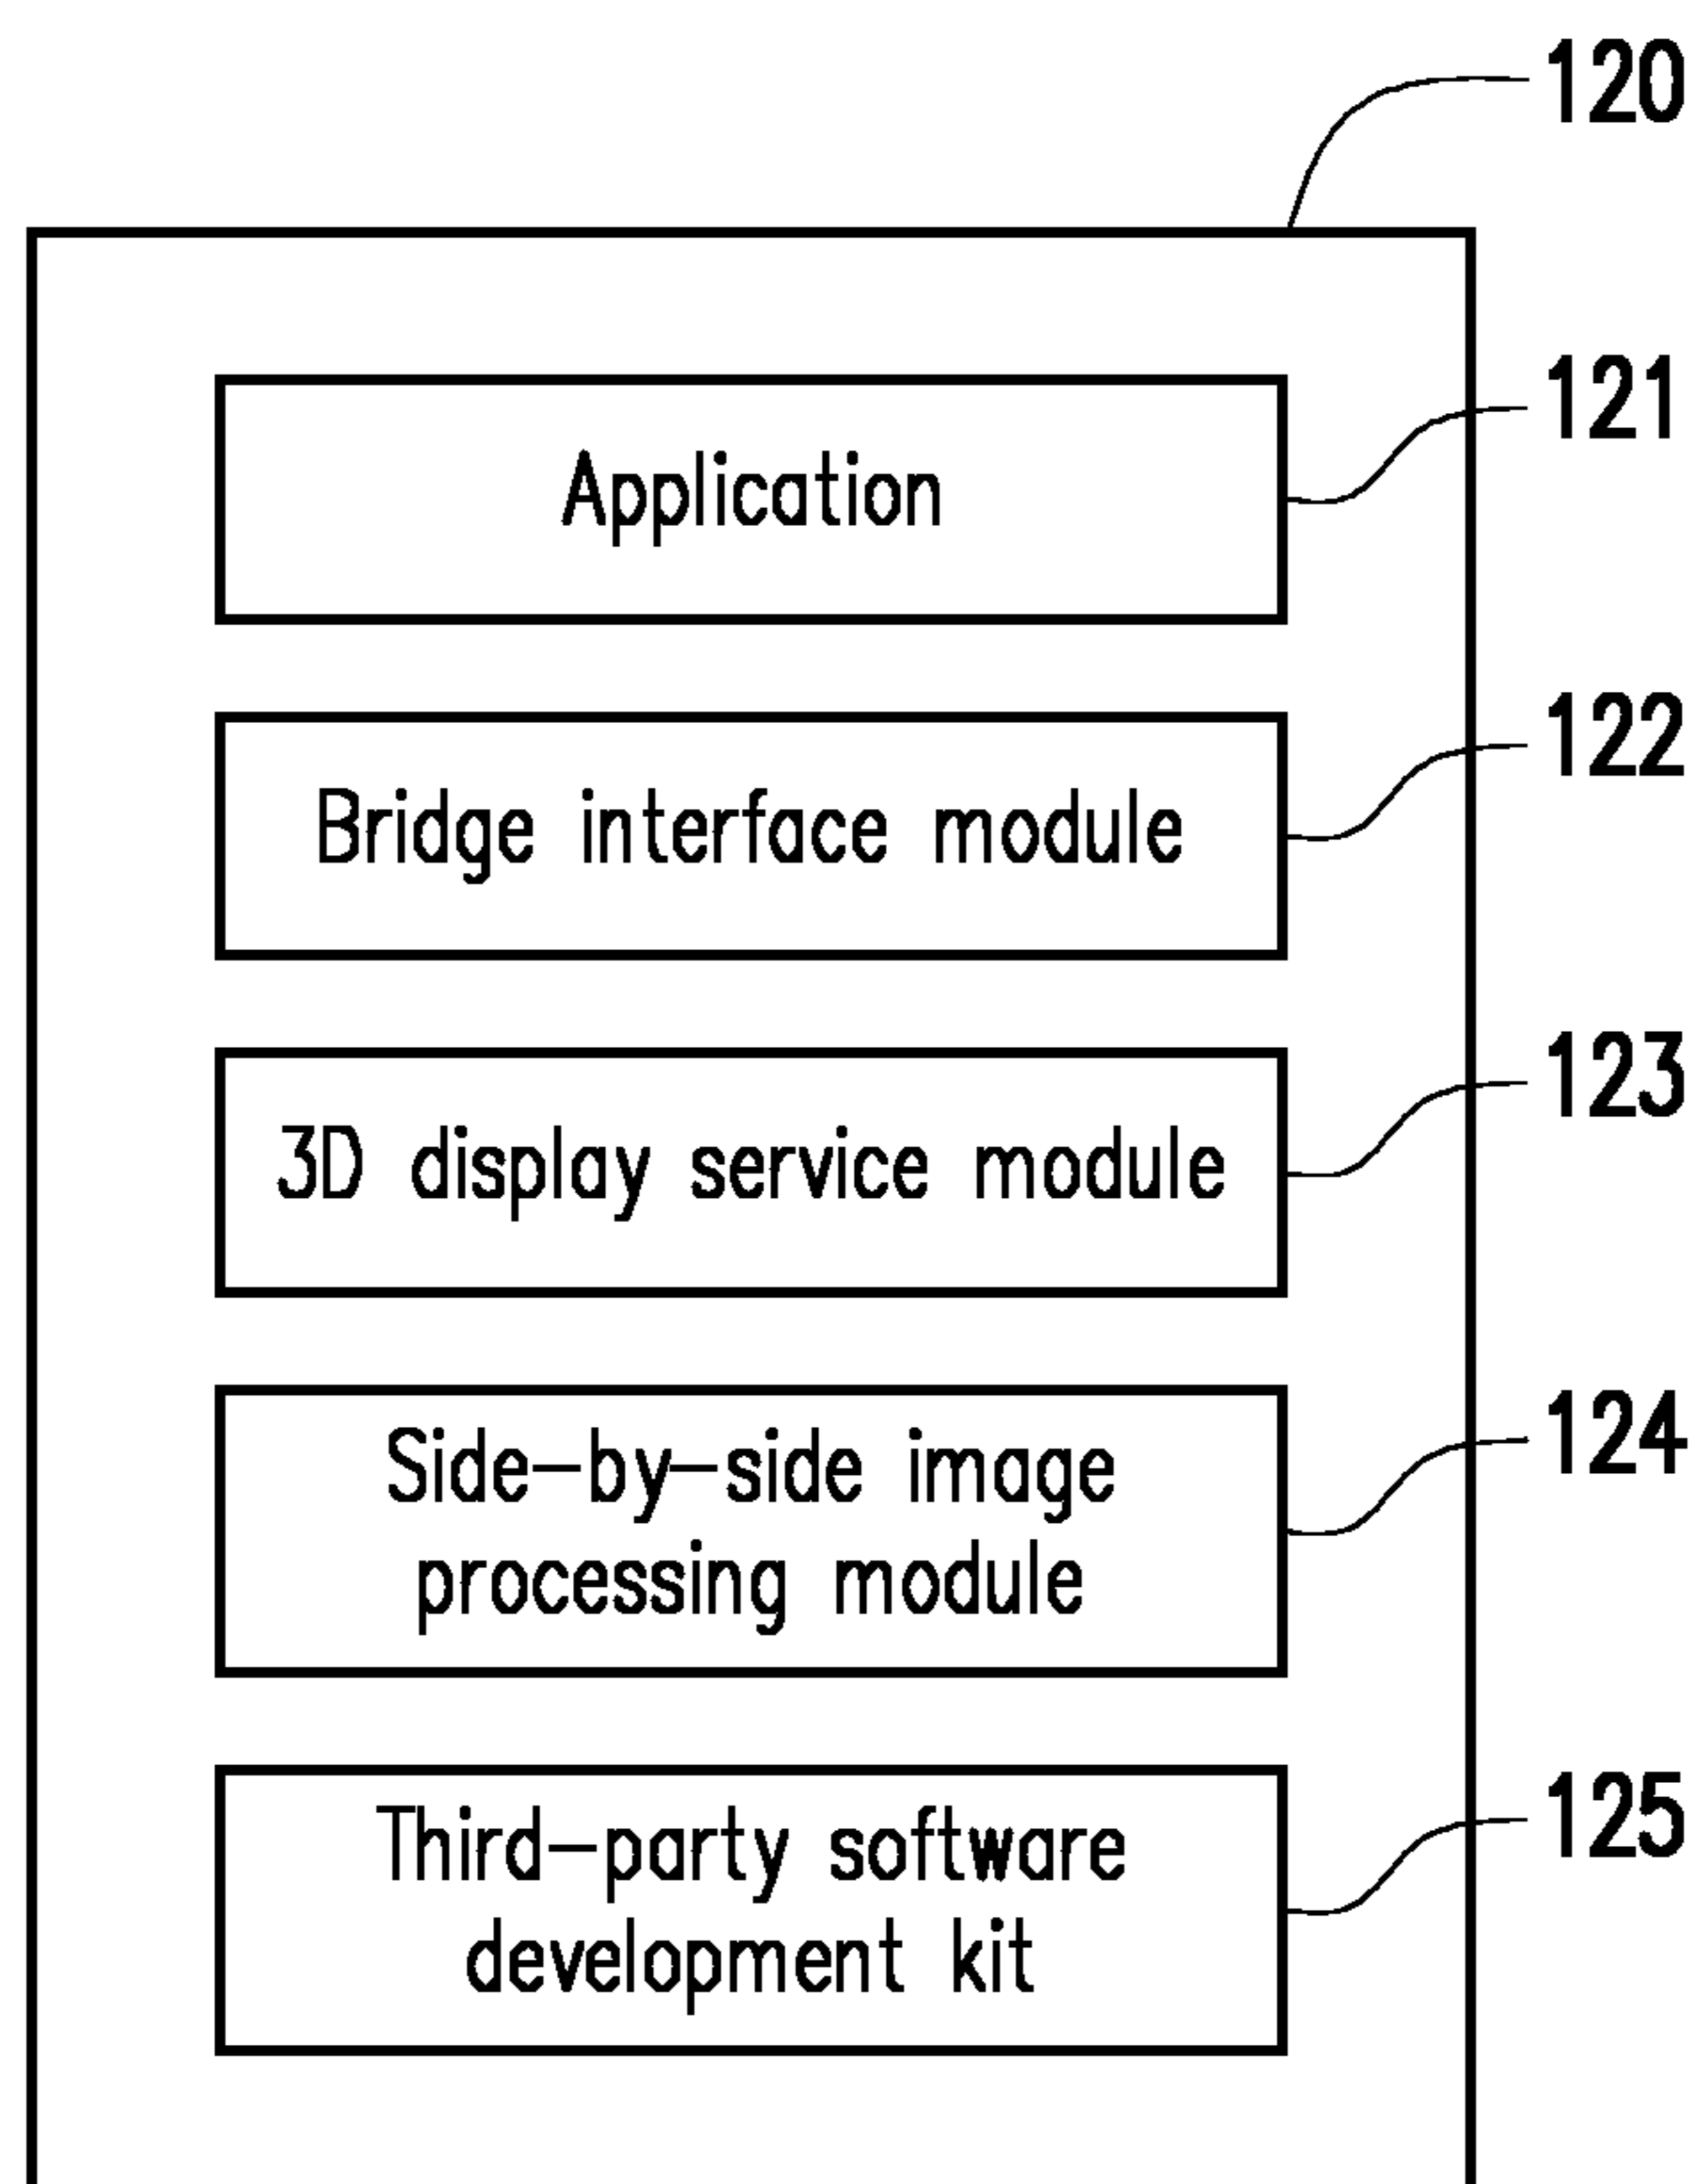 120
121
Application
122
Bridge interface module
123
3D display service module
124
Side-by-side image
processing module
125
Third-party software
development kit